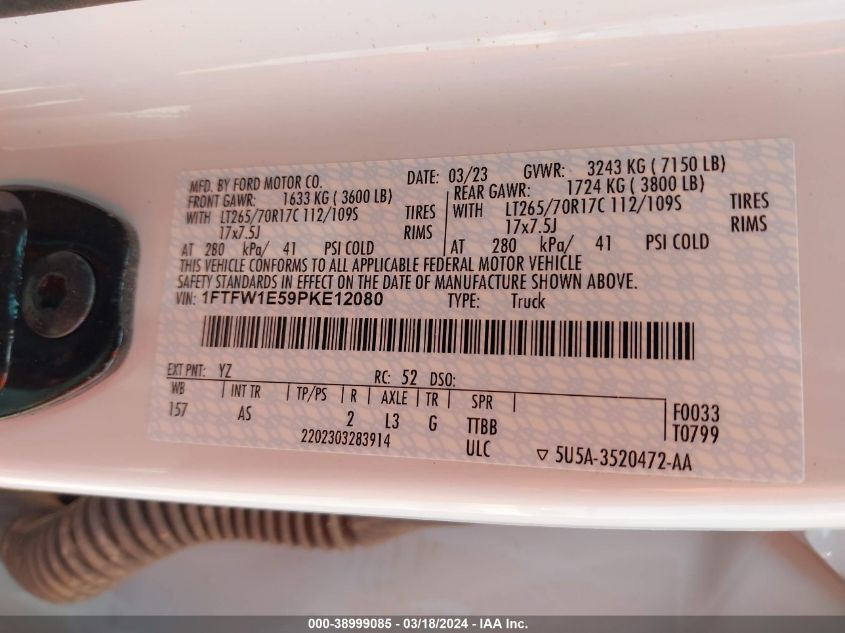 MFD. BY FORD MOTOR CO. DATE: 03/23 GVWR: 3243 KG ( 7150 LB)
FRONT GAWR: 1633 KG ( 3600 LB) REAR GAWR: 1724 KG ( 3800 LB)
WITH LT265/70R17C 112/109S TIRES WITH LT265/70R17C 112/109S TIRES
17x7.5J RIMS 17x7.5J RIMS
AT 280 kPa/ 41 PSI COLD AT 280 kPa/ 41 PSI COLD
THIS VEHICLE CONFORMS TO ALL APPLICABLE FEDERAL MOTOR VEHICLE
SAFETY STANDARDS IN EFFECT ON THE DATE OF MANUFACTURE SHOWN ABOVE.
VIN: 1FTFW1E59PKE12080 TYPE: Truck
EXT PNT: YZ RC: 52 DSO:
WB INT TR TP/PS R AXLE TR SPR
157 AS 2 L3 G TTBB F0033
2202303283914 ULC T0799
▽ 5U5A-3520472-AA
000-38999085 - 03/18/2024 - IAA Inc.